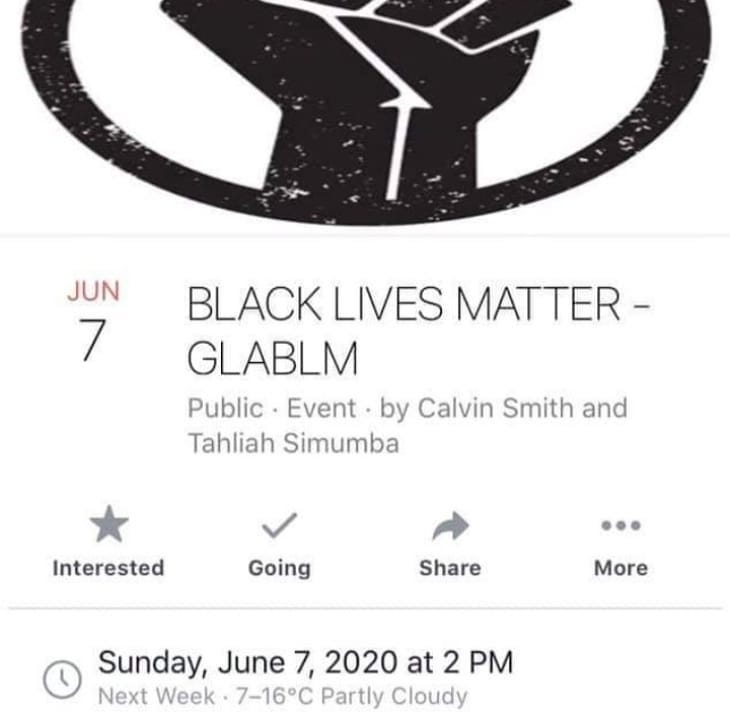 JUN
7
BLACK LIVES MATTER -
GLABLM
Public · Event · by Calvin Smith and
Tahliah Simumba
Interested
Going
Share
More
Sunday, June 7, 2020 at 2 PM
Next Week · 7–16°C Partly Cloudy